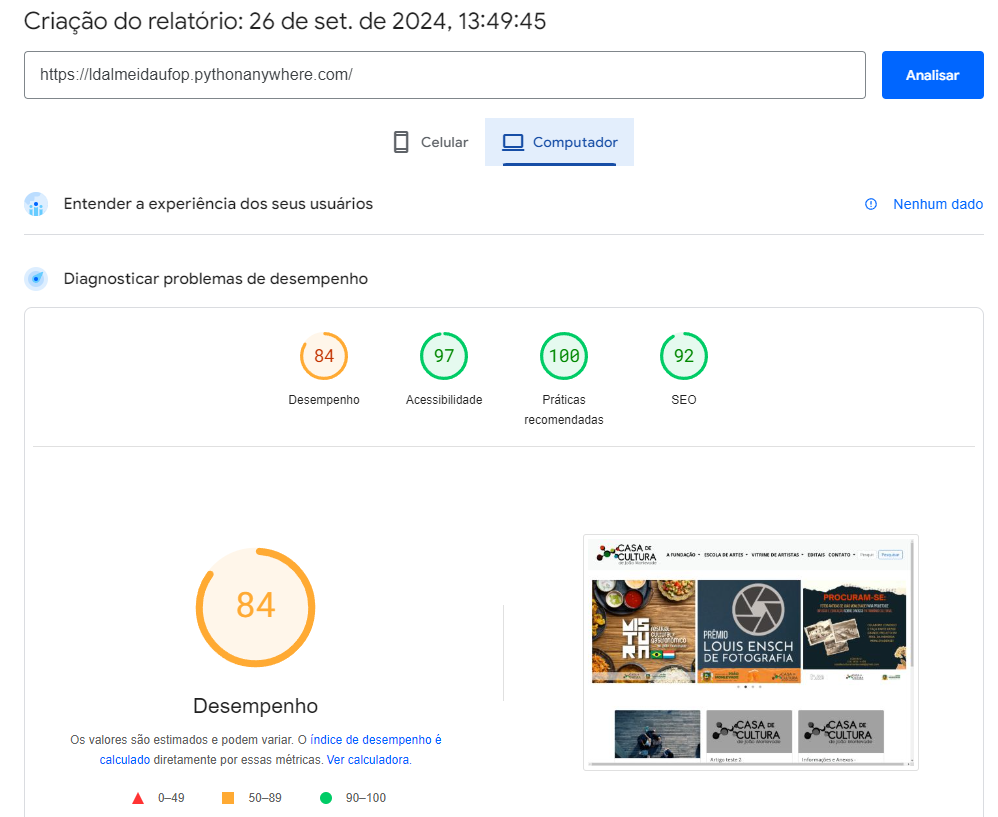 Criação do relatório: 26 de set. de 2024, 13:49:45
https://ldalmeidaufop.pythonanywhere.com/
Analisar
Celular
Computador
Entender a experiência dos seus usuários
Nenhum dado
Diagnosticar problemas de desempenho
84
97
100
92
Desempenho
Acessibilidade
Práticas
recomendadas
SEO
84
Desempenho
Os valores são estimados e podem variar. O índice de desempenho é
calculado diretamente por essas métricas. Ver calculadora.
0–49
50–89
90–100
CASA DE
CULTURA
de João Monlevade
A FUNDAÇÃO
ESCOLA DE ARTES
VITRINE DE ARTISTAS
EDITAIS
CONTATO
Pesquisar
MISTURA
PRÊMIO
LOUIS ENSCH
DE FOTOGRAFIA
PROCURAM-SE:
CASA DE
CULTURA
de João Monlevade
CASA DE
CULTURA
de João Monlevade
Artigo teste 2
Informações e Anexos -